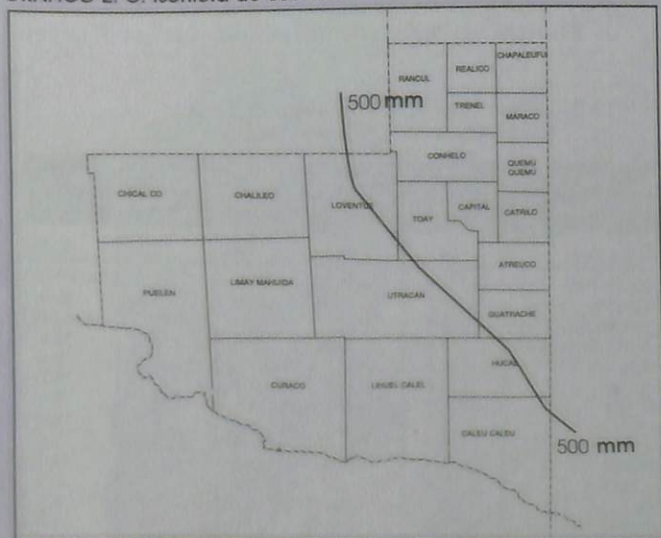 CHAPALEUFU
REALICO
RANCUL
500 mm
TRENEL
MARACO
CONHELO
QUEMU
QUEMU
CHICAL CO
CHALILEO
LOVENTUE
TOAY
CAPITAL
CATRILO
ATREUCO
PUELEN
LIMAY MAHUIDA
UTRACAN
GUATRACHE
HUCAL
CURACO
LIHUEL CALEL
CALEU CALEU
500 mm